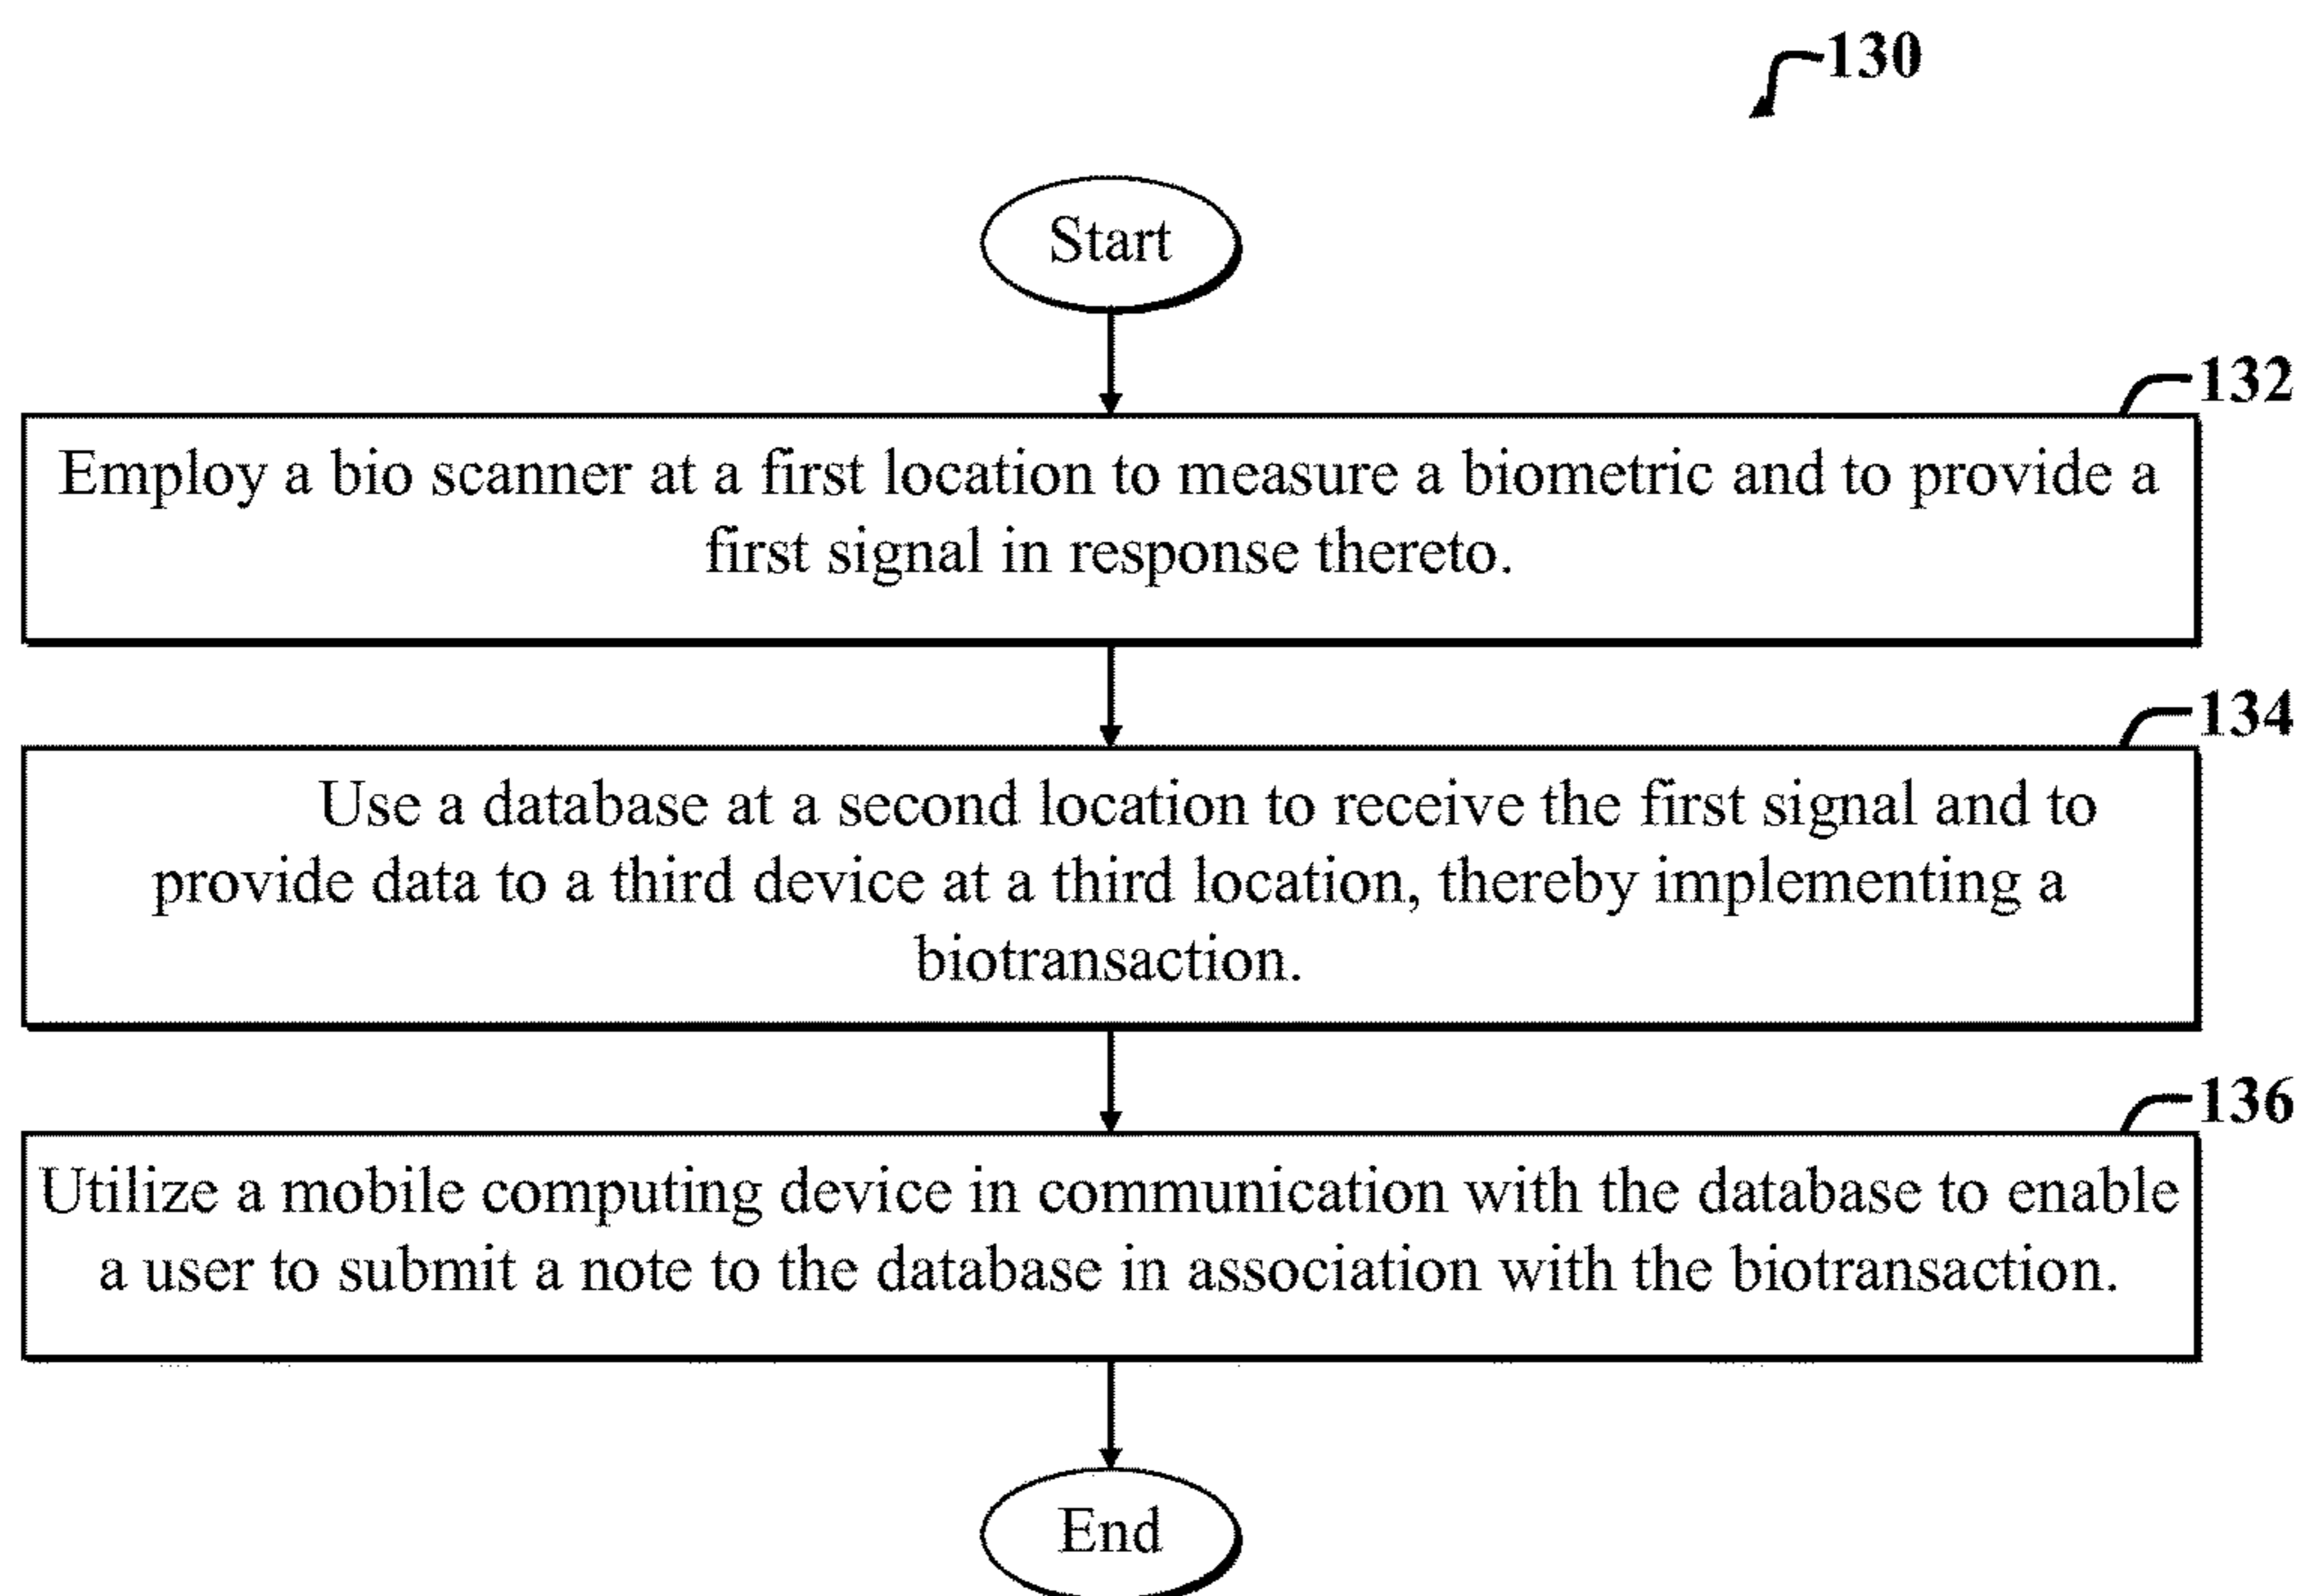 130
Start
132
Employ a bio scanner at a first location to measure a biometric and to provide a
first signal in response thereto.
134
Use a database at a second location to receive the first signal and to
provide data to a third device at a third location, thereby implementing a
biotransaction.
136
Utilize a mobile computing device in communication with the database to enable
a user to submit a note to the database in association with the biotransaction.
End